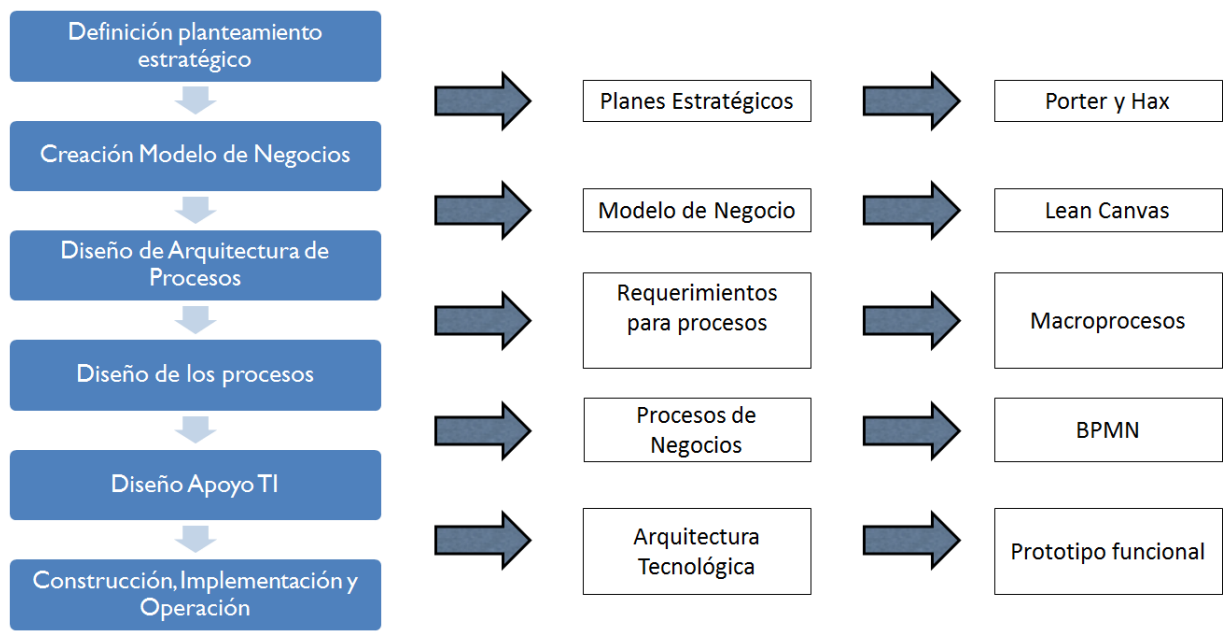 Definición planteamiento
estratégico
Planes Estratégicos
Porter y Hax
Creación Modelo de Negocios
Modelo de Negocio
Lean Canvas
Diseño de Arquitectura de
Procesos
Requerimientos
para procesos
Macroprocesos
Diseño de los procesos
Procesos de
Negocios
BPMN
Diseño Apoyo TI
Arquitectura
Tecnológica
Prototipo funcional
Construcción, Implementación y
Operación